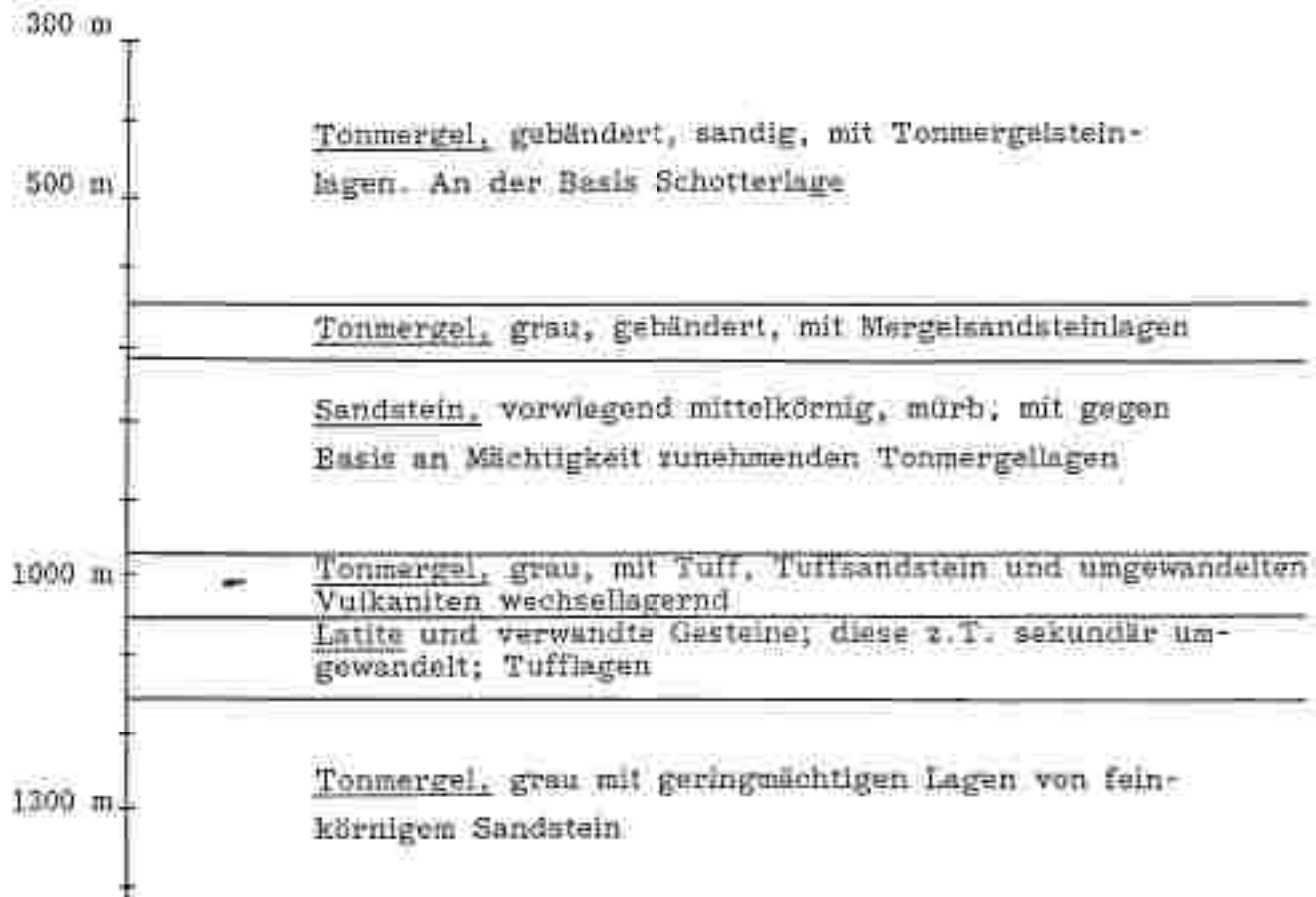 300 m
Tonmergel, gebändert, sandig, mit Tonmergelstein-
500 m
lagen. An der Basis Schotterlage
Tonmergel, grau, gebändert, mit Mergelsandsteinlagen
Sandstein, vorwiegend mittelkörnig, mürb, mit gegen
Basis an Mächtigkeit zunehmenden Tonmergellagen
1000 m
Tonmergel, grau, mit Tuff, Tuffsandstein und umgewandelten
Vulkaniten wechsellagernd
Latite und verwandte Gesteine; diese z.T. sekundär um-
gewandelt; Tufflagen
Tonmergel, grau mit geringmächtigen Lagen von fein-
1300 m
körnigem Sandstein